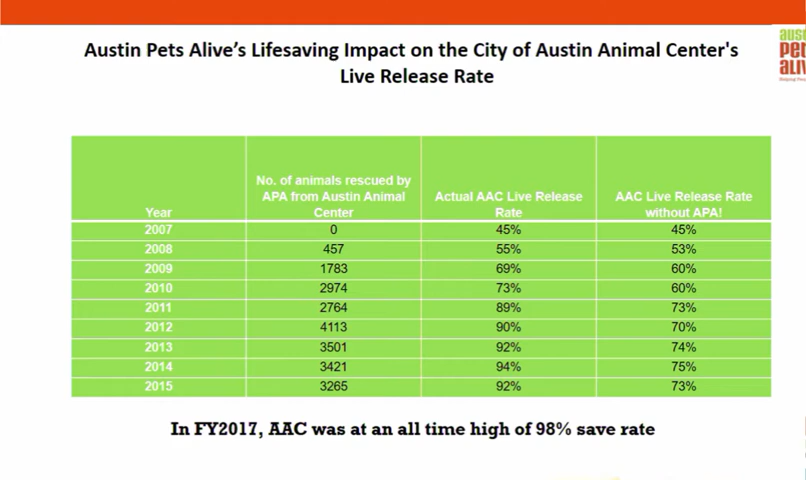 Austin Pets Alive’s Lifesaving Impact on the City of Austin Animal Center's
Live Release Rate
Year No. of animals rescued by APA from Austin Animal Center Actual AAC Live Release Rate AAC Live Release Rate without APA!
2007 0 45% 45%
2008 457 55% 53%
2009 1783 69% 60%
2010 2974 73% 60%
2011 2764 89% 73%
2012 4113 90% 70%
2013 3501 92% 74%
2014 3421 94% 75%
2015 3265 92% 73%
In FY2017, AAC was at an all time high of 98% save rate